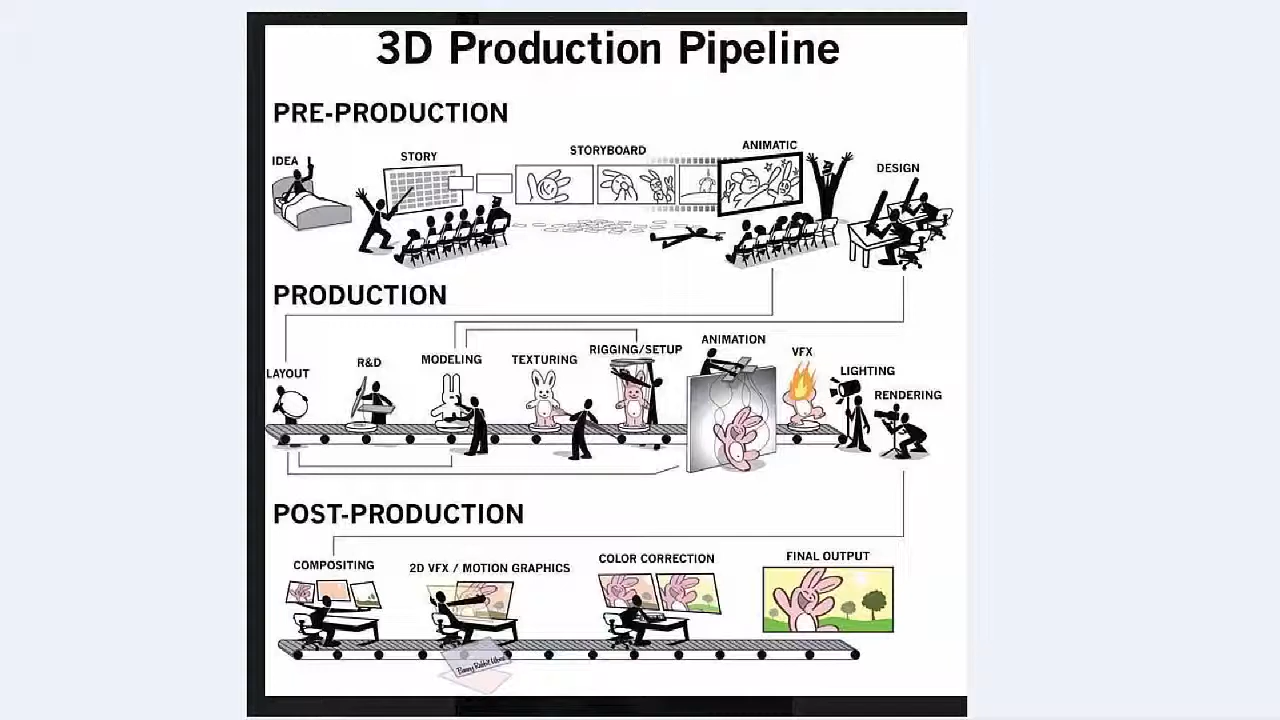 3D Production Pipeline
PRE-PRODUCTION
IDEA
STORY
STORYBOARD
ANIMATIC
DESIGN
PRODUCTION
LAYOUT
R&D
MODELING
TEXTURING
RIGGING/SETUP
ANIMATION
VFX
LIGHTING
RENDERING
POST-PRODUCTION
COMPOSITING
2D VFX / MOTION GRAPHICS
COLOR CORRECTION
FINAL OUTPUT